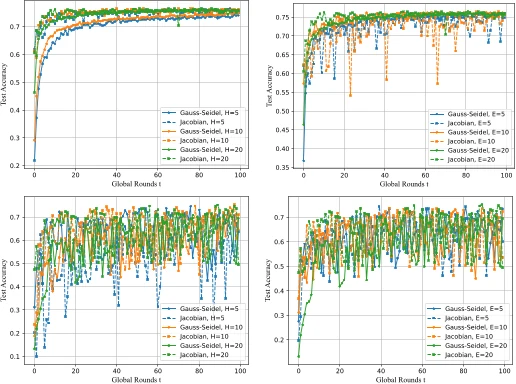 0.7
0.6
0.5
0.4
0.3
0.2
Test Accuracy
Gauss-Seidel, H=5
Jacobian, H=5
Gauss-Seidel, H=10
Jacobian, H=10
Gauss-Seidel, H=20
Jacobian, H=20
0 20 40 60 80 100
Global Rounds t
0.75
0.70
0.65
0.60
0.55
0.50
0.45
0.40
0.35
Test Accuracy
Gauss-Seidel, E=5
Jacobian, E=5
Gauss-Seidel, E=10
Jacobian, E=10
Gauss-Seidel, E=20
Jacobian, E=20
0 20 40 60 80 100
Global Rounds t
0.7
0.6
0.5
0.4
0.3
0.2
0.1
Test Accuracy
Gauss-Seidel, H=5
Jacobian, H=5
Gauss-Seidel, H=10
Jacobian, H=10
Gauss-Seidel, H=20
Jacobian, H=20
0 20 40 60 80 100
Global Rounds t
0.7
0.6
0.5
0.4
0.3
0.2
Test Accuracy
Gauss-Seidel, E=5
Jacobian, E=5
Gauss-Seidel, E=10
Jacobian, E=10
Gauss-Seidel, E=20
Jacobian, E=20
0 20 40 60 80 100
Global Rounds t